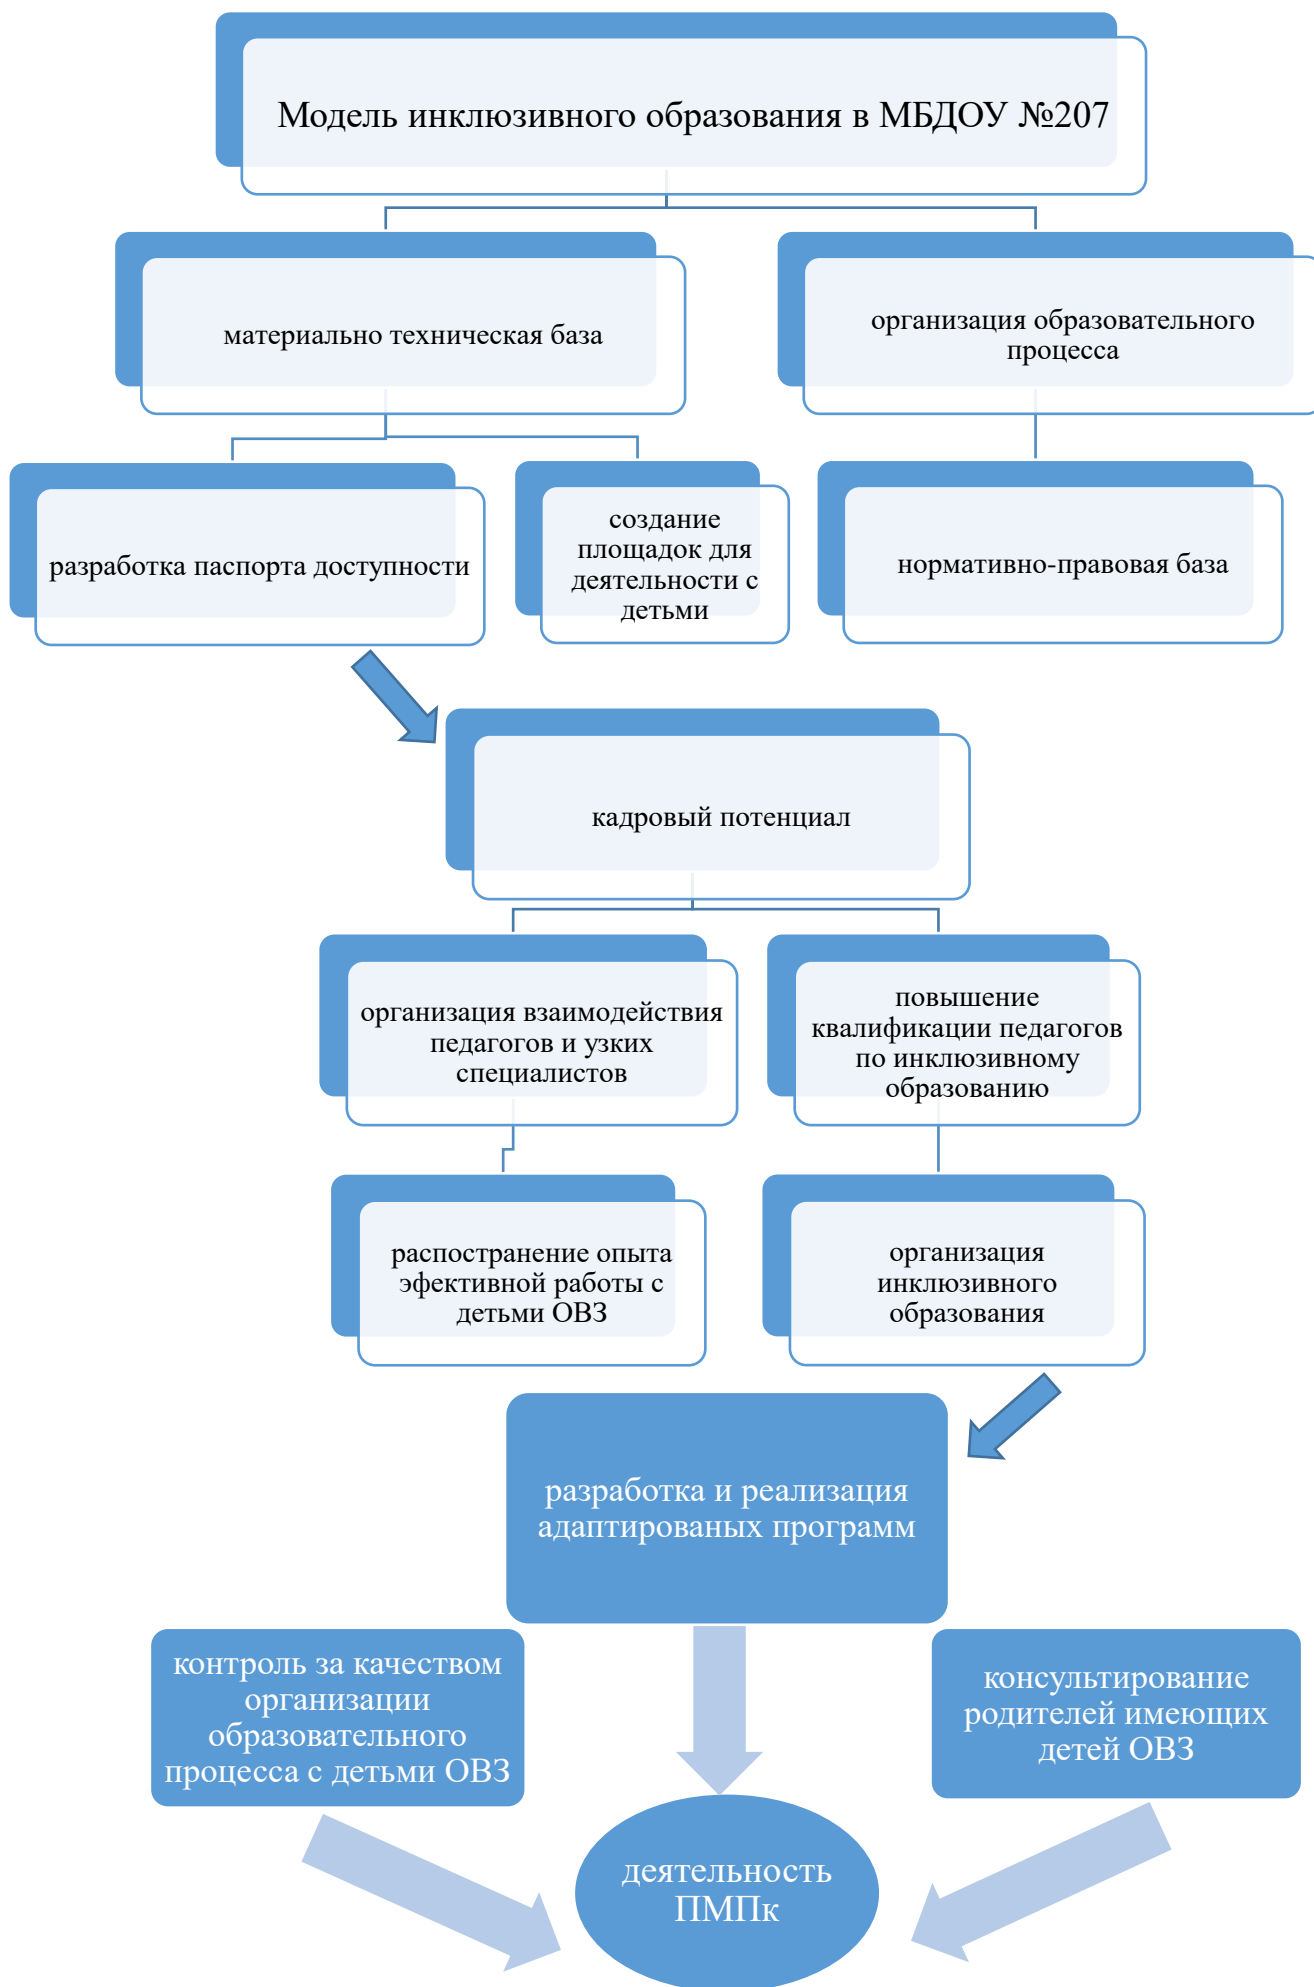 Модель инклюзивного образования в МБДОУ №207
материально техническая база
организация образовательного
процесса
разработка паспорта доступности
создание
площадок для
деятельности с
детьми
нормативно-правовая база
кадровый потенциал
организация взаимодействия
педагогов и узких
специалистов
повышение
квалификации педагогов
по инклюзивному
образованию
распостранение опыта
эфективной работы с
детьми ОВЗ
организация
инклюзивного
образования
разработка и реализация
адаптированых программ
контроль за качеством
организации
образовательного
процесса с детьми ОВЗ
консультирование
родителей имеющих
детей ОВЗ
деятельность
ПМПк